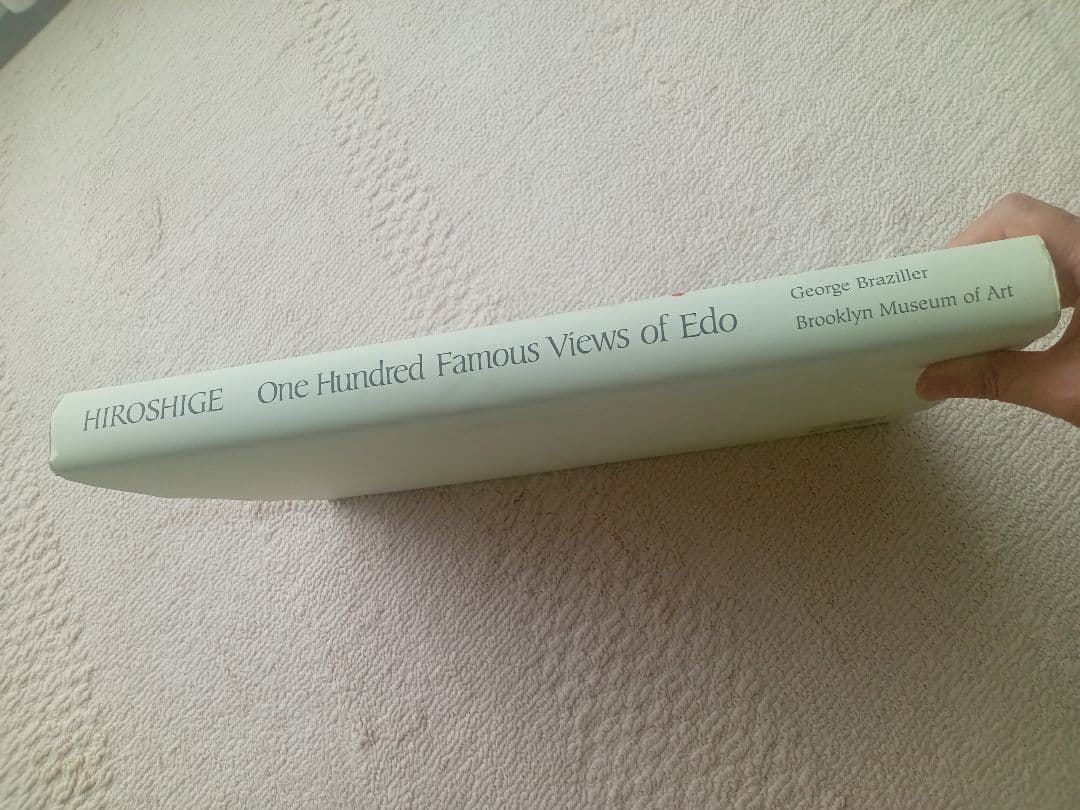 HIROSHIGE One Hundred Famous Views of Edo
George Braziller
Brooklyn Museum of Art